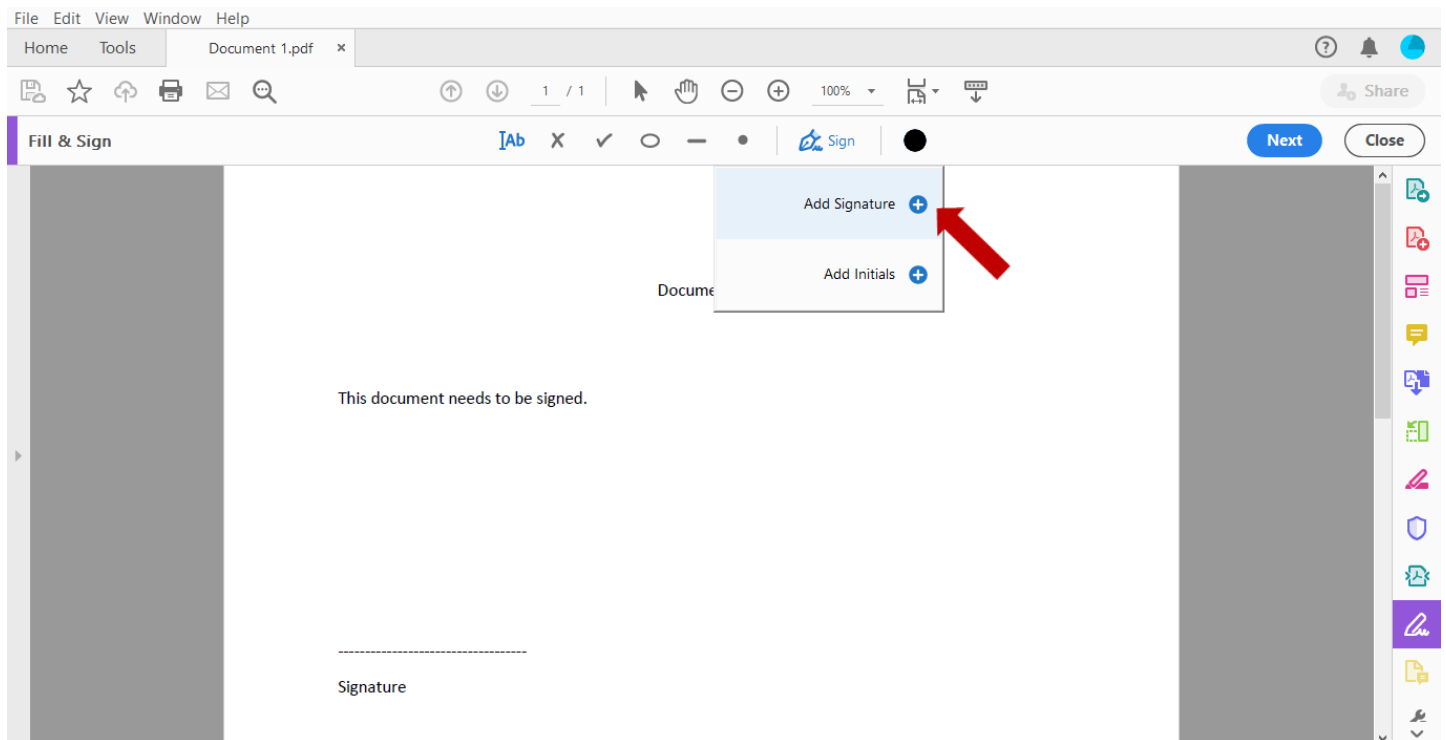 File Edit View Window Help
Home Tools Document 1.pdf ×
1 / 1 100% Share
Fill & Sign Ab Sign Next Close
Add Signature
Add Initials
Docume
This document needs to be signed.
-----------------------------------
Signature